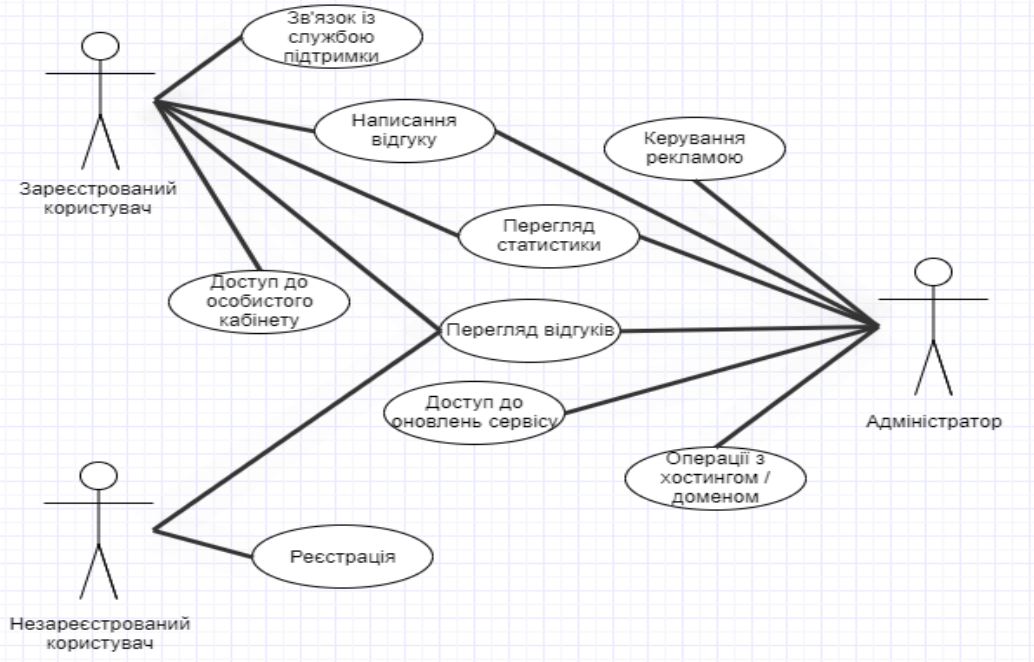 Зв'язок із
службою
підтримки
Написання
відгуку
Керування
рекламою
Зареєстрований
користувач
Перегляд
статистики
Доступ до
особистого
кабінету
Перегляд відгуків
Доступ до
оновлень сервісу
Адміністратор
Операції з
хостингом /
доменом
Реєстрація
Незареєстрований
користувач